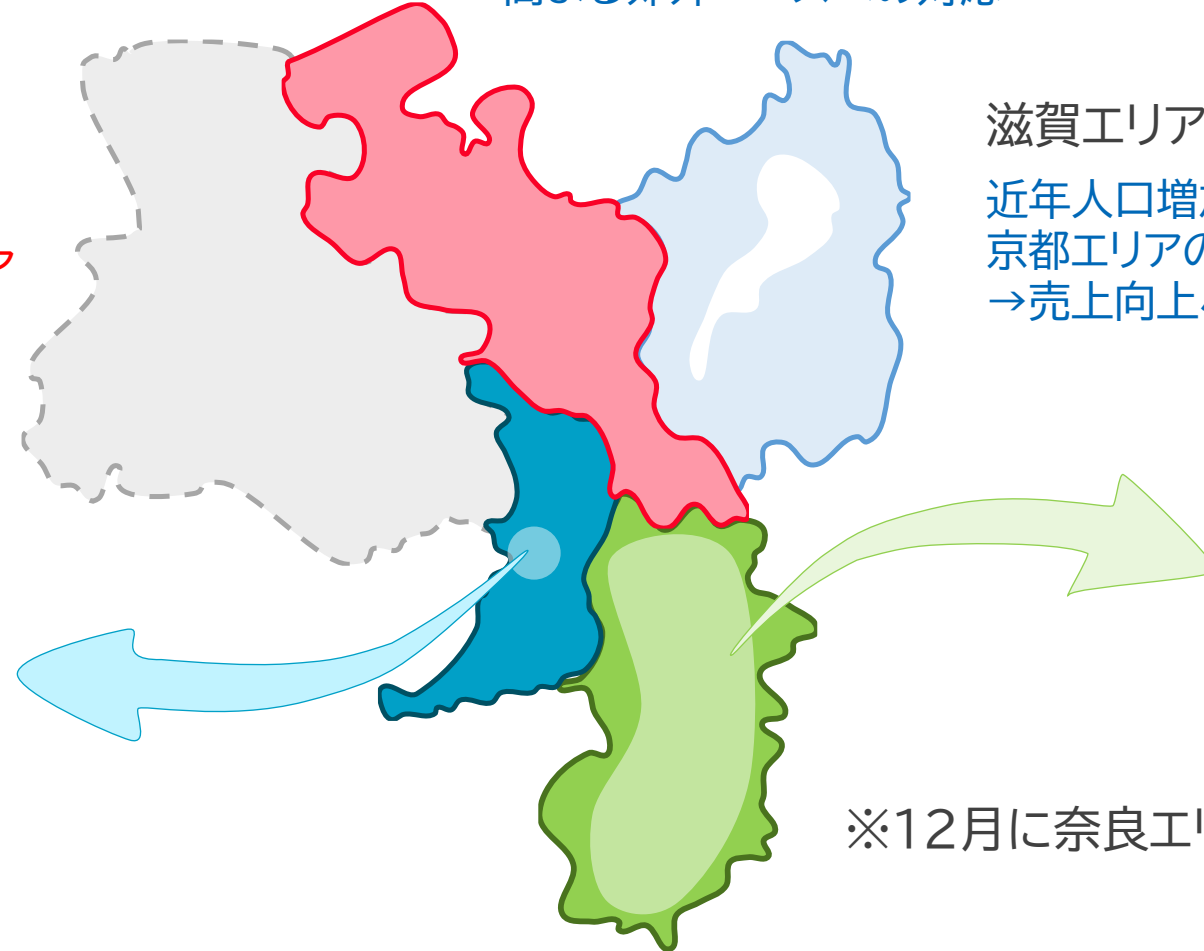 滋賀エリア
近年人口増
京都エリアの
→売上向上
※12月に奈良エリ